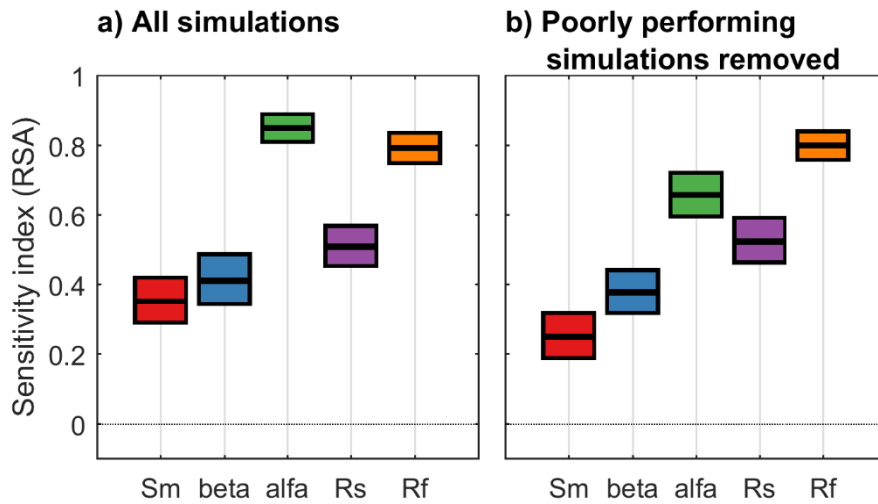 a) All simulations
b) Poorly performing
simulations removed
Sensitivity index (RSA)
1
0.8
0.6
0.4
0.2
0
Sm beta alfa Rs Rf
Sm beta alfa Rs Rf